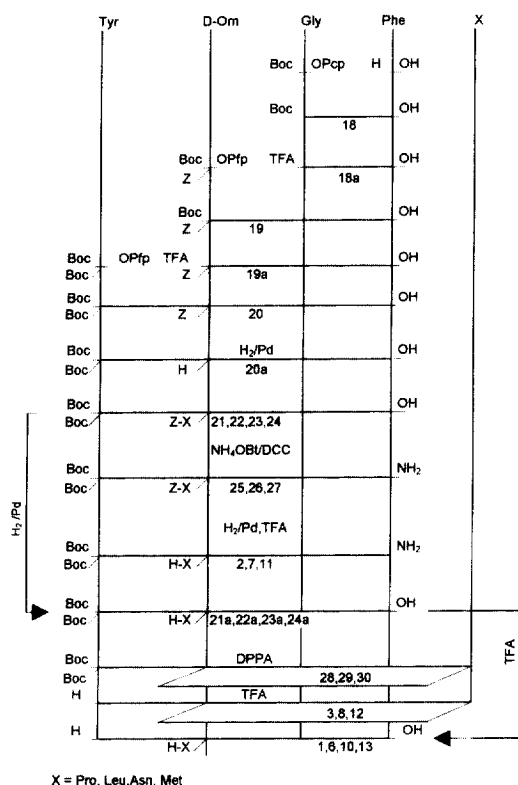 Tyr D-Orn Gly Phe X
Boc OPcp H OH
Boc OH
18
Boc OPfp TFA OH
Z 18a
Boc OH
Z 19
Boc OPfp TFA OH
Boc Z 19a
Boc OH
Boc Z 20
Boc H₂/Pd OH
Boc H 20a
Boc OH
Boc Z-X 21,22,23,24
NH₄OBt/DCC
Boc NH₂
Boc Z-X 25,26,27
H₂/Pd
H₂/Pd,TFA
Boc NH₂
Boc H-X 2,7,11
Boc OH
Boc H-X 21a,22a,23a,24a
TFA
Boc DPPA
Boc 28,29,30
H TFA
3,8,12
H OH
H-X 1,6,10,13
X = Pro, Leu,Asn, Met